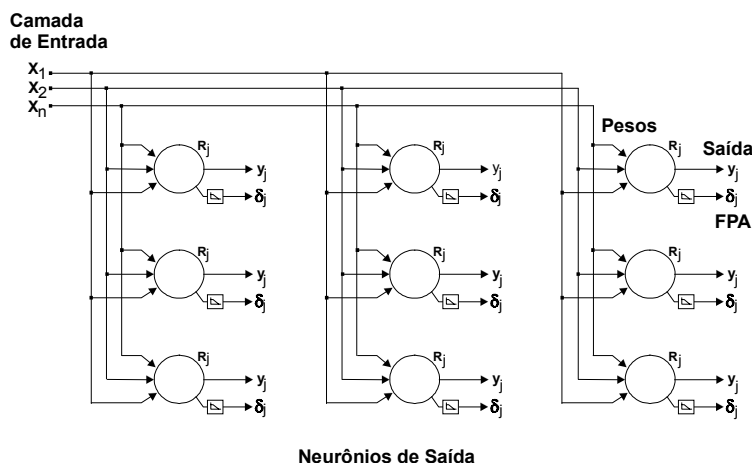 Camada
de Entrada
x1
x2
xn
Pesos
Rj
Rj
Rj
Saída
yj
yj
yj
δj
δj
δj
FPA
Rj
Rj
Rj
yj
yj
yj
δj
δj
δj
Rj
Rj
Rj
yj
yj
yj
δj
δj
δj
Neurônios de Saída